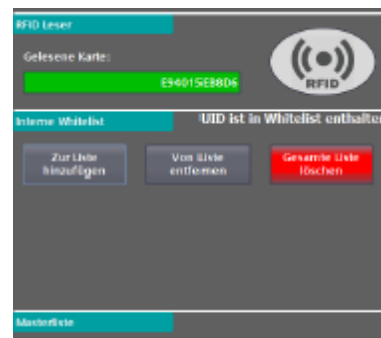 RFID Leser
Gelesene Karte:
E94015EB8D6
RFID
Interne Whitelist
UID ist in Whitelist enthalten
Zur Liste
hinzufügen
Von Liste
entfernen
Gesamte Liste
löschen
Masterliste